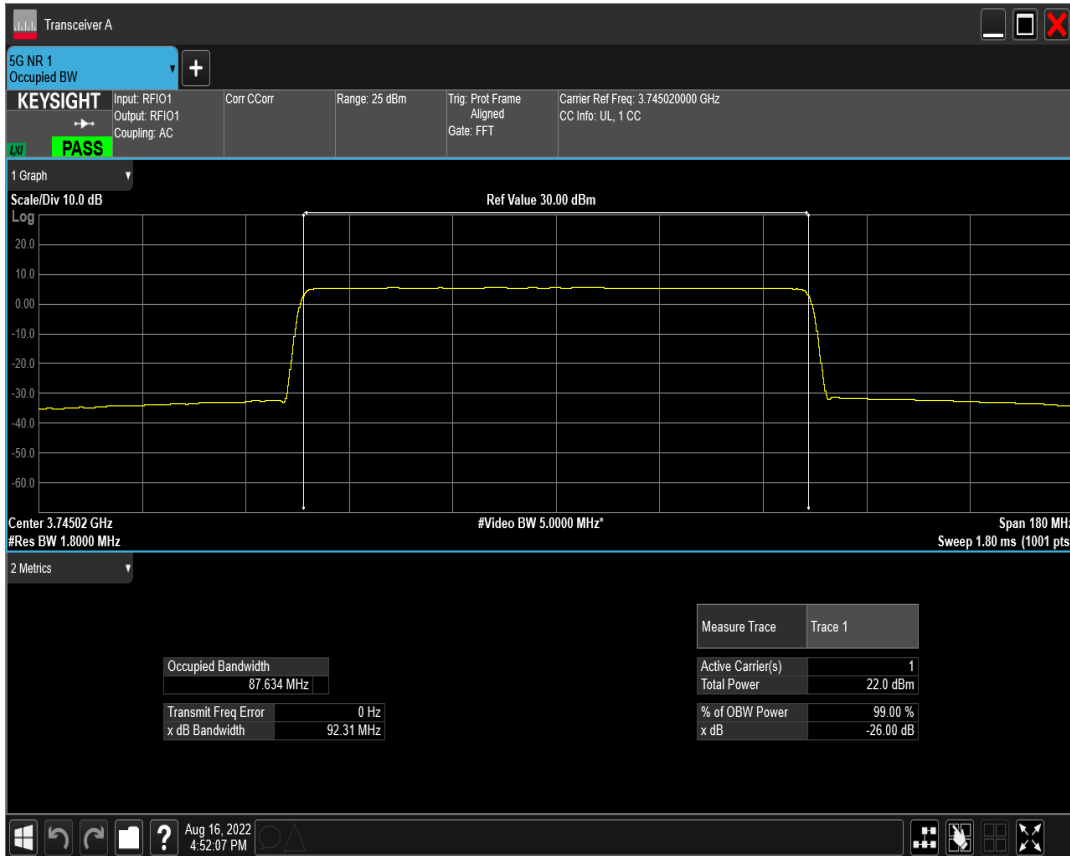 Transceiver A
5G NR 1
Occupied BW
+
KEYSIGHT
LXI
PASS
Input: RFIO1
Output: RFIO1
Coupling: AC
Corr CCorr
Range: 25 dBm
Trig: Prot Frame
Aligned
Gate: FFT
Carrier Ref Freq: 3.745020000 GHz
CC Info: UL, 1 CC
1 Graph
Scale/Div 10.0 dB
Ref Value 30.00 dBm
Log
20.0
10.0
0.00
-10.0
-20.0
-30.0
-40.0
-50.0
-60.0
Center 3.74502 GHz
#Video BW 5.0000 MHz*
Span 180 MHz
#Res BW 1.8000 MHz
Sweep 1.80 ms (1001 pts
2 Metrics
Measure Trace Trace 1
Occupied Bandwidth
87.634 MHz
Active Carrier(s) 1
Total Power 22.0 dBm
Transmit Freq Error 0 Hz
x dB Bandwidth 92.31 MHz
% of OBW Power 99.00 %
x dB -26.00 dB
?
Aug 16, 2022
4:52:07 PM